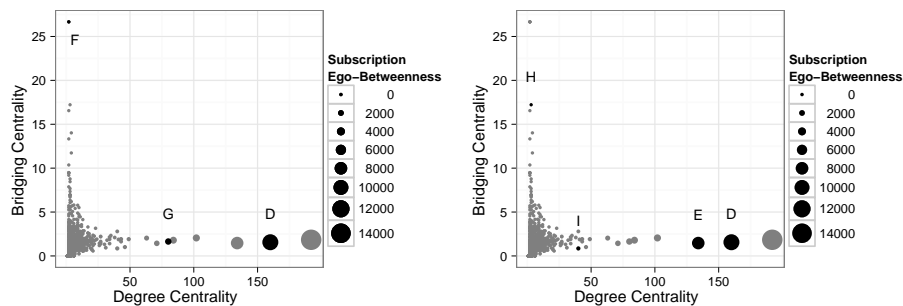 F
G
D
25
20
15
10
5
0
Bridging Centrality
50
100
150
Degree Centrality
Subscription
Ego−Betweenness
0
2000
4000
6000
8000
10000
12000
14000
H
I
E
D
25
20
15
10
5
0
Bridging Centrality
50
100
150
Degree Centrality
Subscription
Ego−Betweenness
0
2000
4000
6000
8000
10000
12000
14000